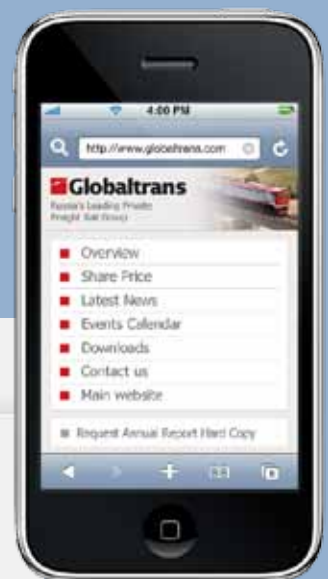 4:00 PM
http://www.globaltrans.com
Globaltrans
Russia's Leading Private
Freight Rail Group
Overview
Share Price
Latest News
Events Calendar
Downloads
Contact us
Main website
Request Annual Report Hard Copy